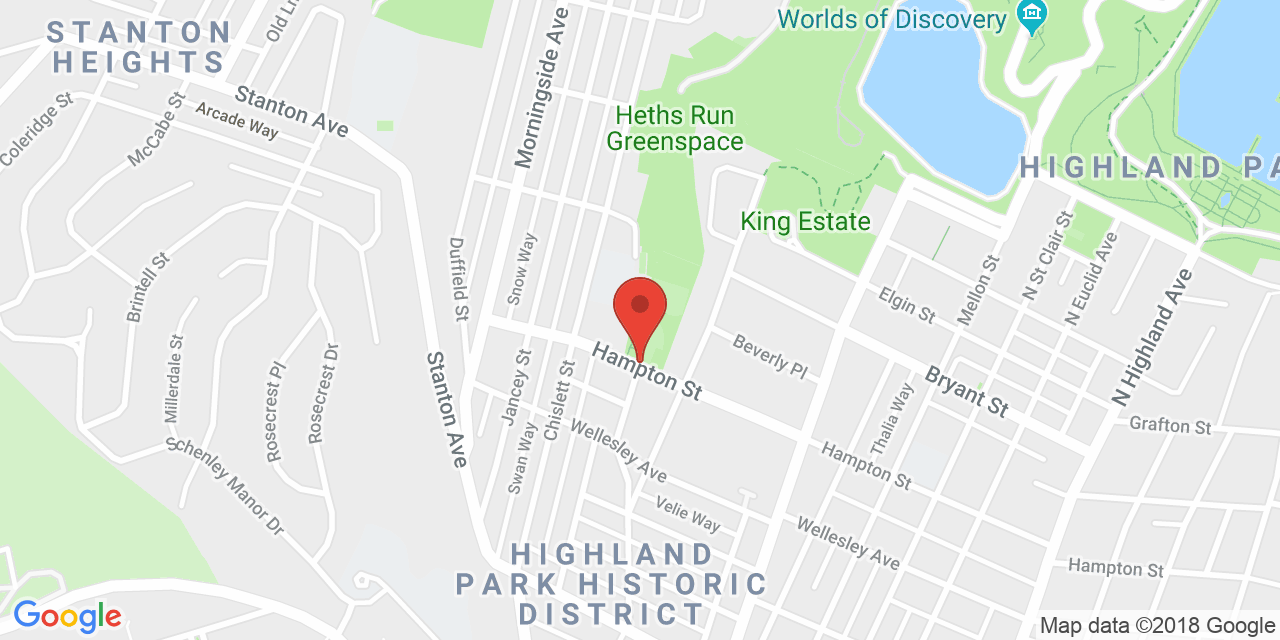 STANTON
HEIGHTS
Old Ln
Worlds of Discovery
Coleridge St
McCabe St
Arcade Way
Stanton Ave
Morningside Ave
Heths Run
Greenspace
HIGHLAND PA
King Estate
Brintell St
Duffield St
Snow Way
N St Clair St
N Euclid Ave
Mellon St
Elgin St
N Highland Ave
Millerdale St
Rosecrest Pl
Rosecrest Dr
Stanton Ave
Jancey St
Chislett St
Hampton St
Beverly Pl
Bryant St
Thalia Way
Grafton St
Schenley Manor Dr
Swan Way
Wellesley Ave
Hampton St
Velie Way
Wellesley Ave
HIGHLAND
PARK HISTORIC
DISTRICT
Hampton St
Google
Map data ©2018 Google